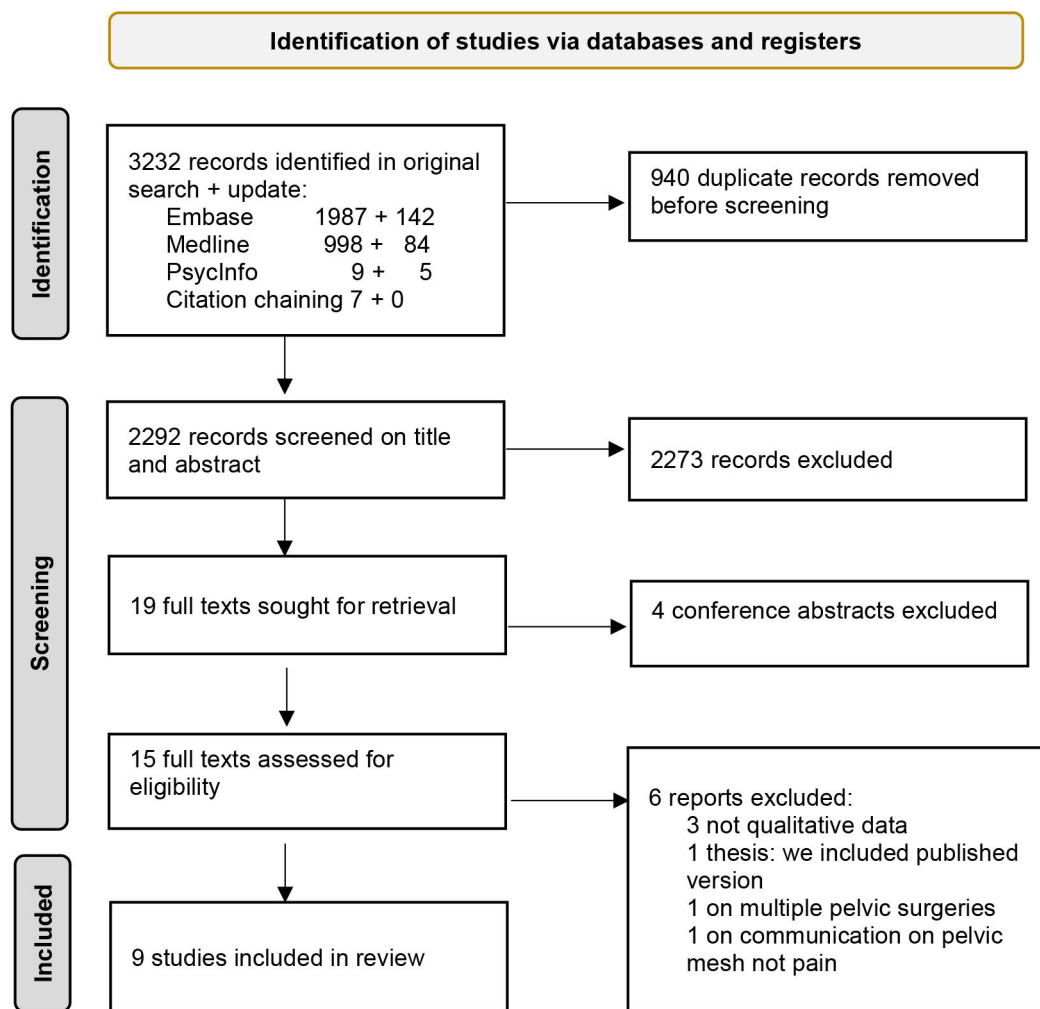 Identification of studies via databases and registers
Identification
3232 records identified in original
search + update:
Embase 1987 + 142
Medline 998 + 84
PsycInfo 9 + 5
Citation chaining 7 + 0
940 duplicate records removed
before screening
Screening
2292 records screened on title
and abstract
2273 records excluded
19 full texts sought for retrieval
4 conference abstracts excluded
15 full texts assessed for
eligibility
6 reports excluded:
3 not qualitative data
1 thesis: we included published
version
1 on multiple pelvic surgeries
1 on communication on pelvic
mesh not pain
Included
9 studies included in review